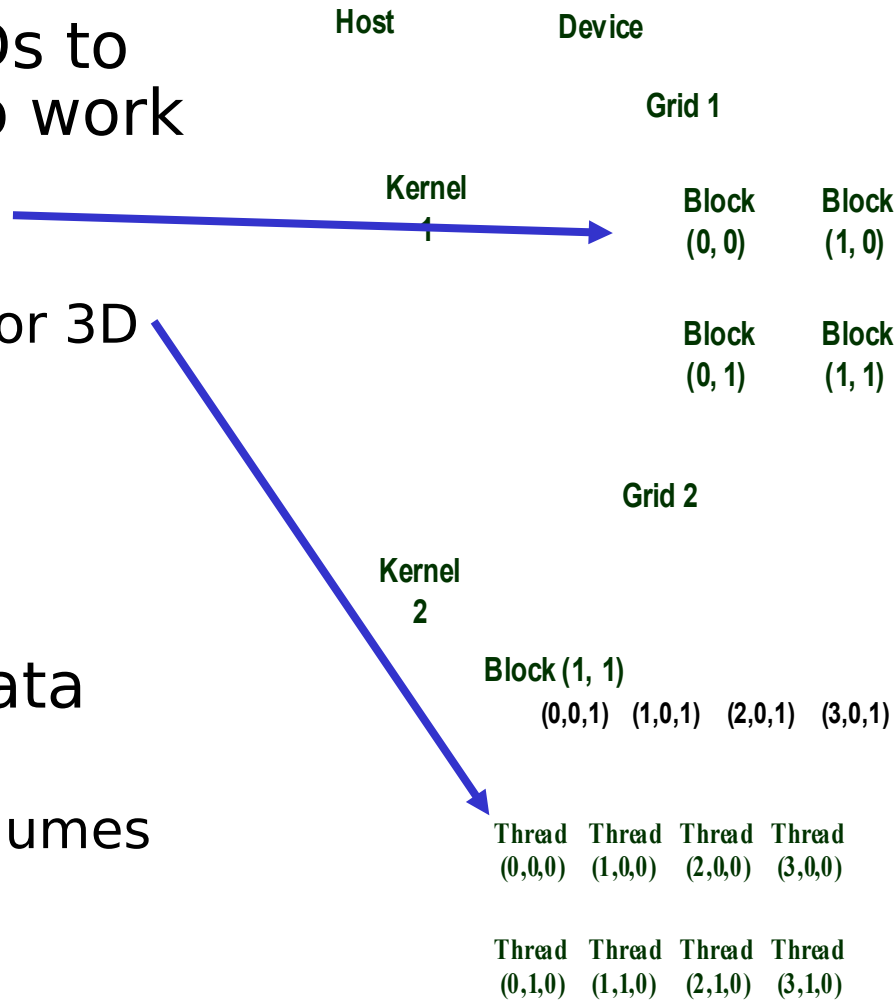 Ds to
o work
or 3D
ata
umes
Host Device
Grid 1
Kernel
1
Block Block
(0, 0) (1, 0)
Block Block
(0, 1) (1, 1)
Grid 2
Kernel
2
Block (1, 1)
(0,0,1) (1,0,1) (2,0,1) (3,0,1)
Thread Thread Thread Thread
(0,0,0) (1,0,0) (2,0,0) (3,0,0)
Thread Thread Thread Thread
(0,1,0) (1,1,0) (2,1,0) (3,1,0)